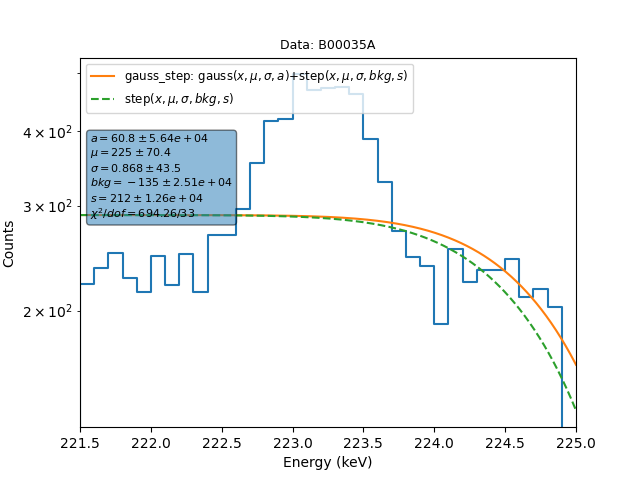 Data: B00035A
gauss_step: gauss(x, μ, σ, a)+step(x, μ, σ, bkg, s)
step(x, μ, σ, bkg, s)
a = 60.8 ± 5.64e + 04
μ = 225 ± 70.4
σ = 0.868 ± 43.5
bkg = −135 ± 2.51e + 04
s = 212 ± 1.26e + 04
χ²/dof = 694.26/33
4 × 10²
3 × 10²
2 × 10²
Counts
221.5 222.0 222.5 223.0 223.5 224.0 224.5 225.0
Energy (keV)